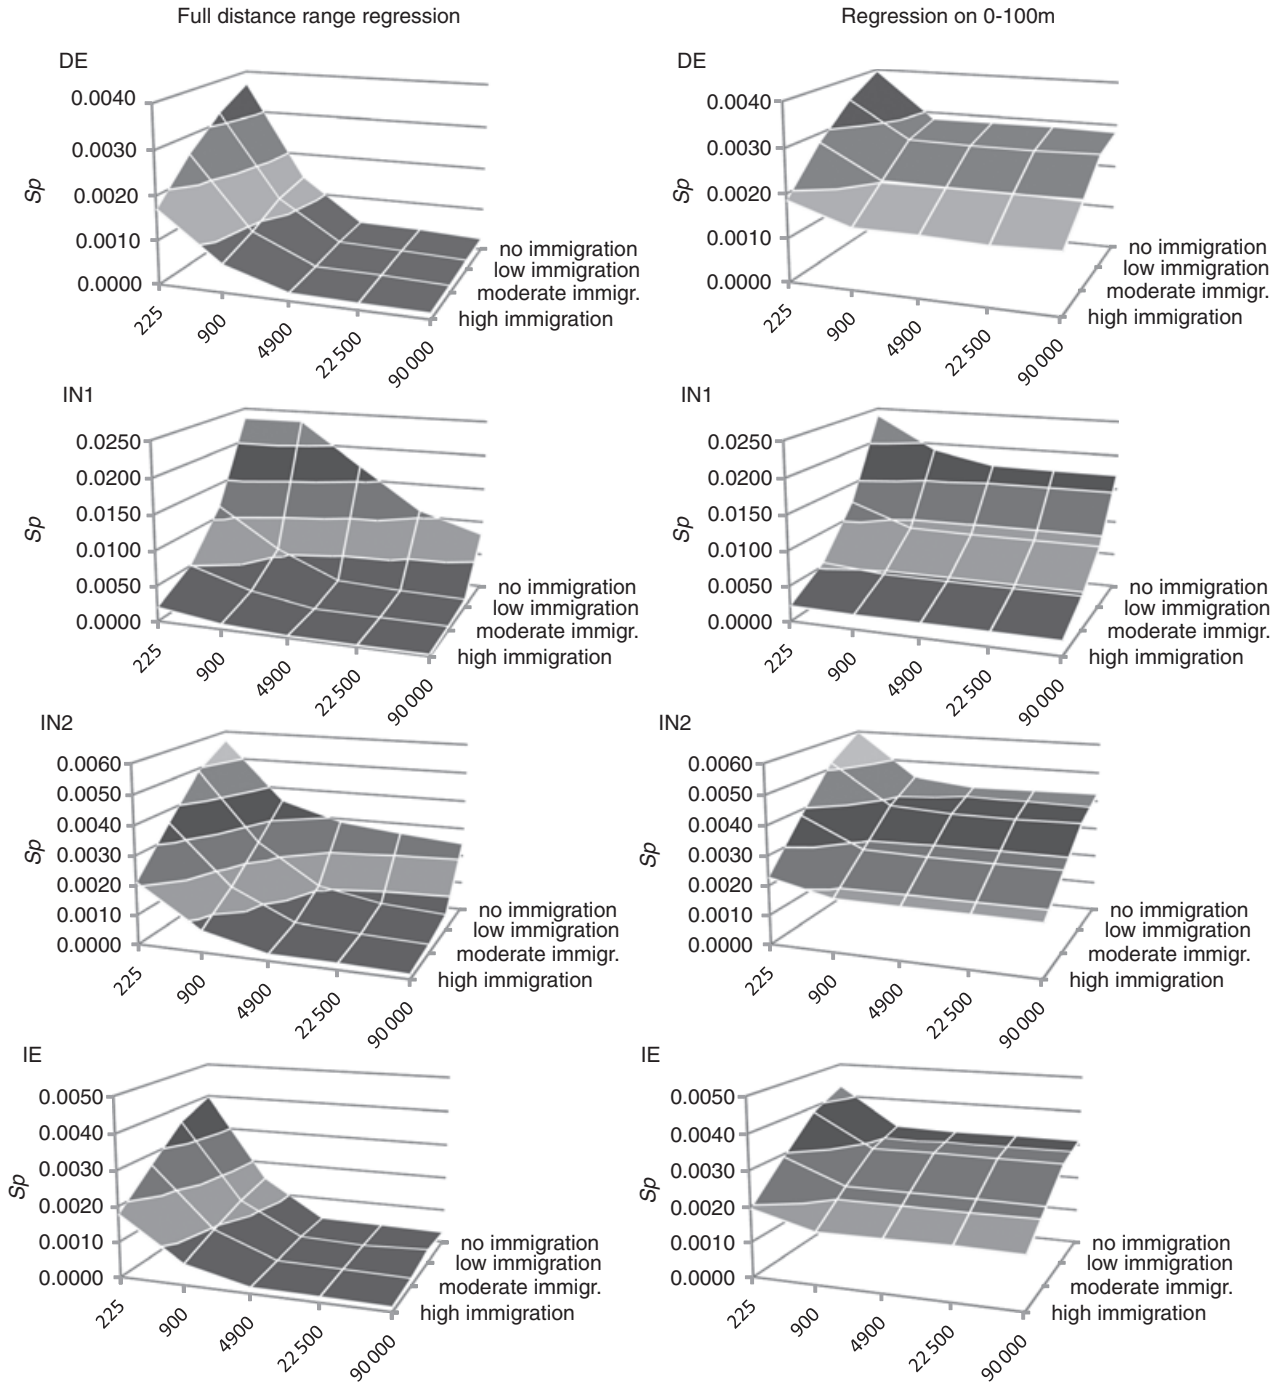 Full distance range regression
Regression on 0-100m
DE
0.0040
0.0030
0.0020
0.0010
0.0000
Sp
225
900
4900
22 500
90 000
no immigration
low immigration
moderate immigr.
high immigration
DE
0.0040
0.0030
0.0020
0.0010
0.0000
Sp
225
900
4900
22 500
90 000
no immigration
low immigration
moderate immigr.
high immigration
IN1
0.0250
0.0200
0.0150
0.0100
0.0050
0.0000
Sp
225
900
4900
22 500
90 000
no immigration
low immigration
moderate immigr.
high immigration
IN1
0.0250
0.0200
0.0150
0.0100
0.0050
0.0000
Sp
225
900
4900
22 500
90 000
no immigration
low immigration
moderate immigr.
high immigration
IN2
0.0060
0.0050
0.0040
0.0030
0.0020
0.0010
0.0000
Sp
225
900
4900
22 500
90 000
no immigration
low immigration
moderate immigr.
high immigration
IN2
0.0060
0.0050
0.0040
0.0030
0.0020
0.0010
0.0000
Sp
225
900
4900
22 500
90 000
no immigration
low immigration
moderate immigr.
high immigration
IE
0.0050
0.0040
0.0030
0.0020
0.0010
0.0000
Sp
225
900
4900
22 500
90 000
no immigration
low immigration
moderate immigr.
high immigration
IE
0.0050
0.0040
0.0030
0.0020
0.0010
0.0000
Sp
225
900
4900
22 500
90 000
no immigration
low immigration
moderate immigr.
high immigration